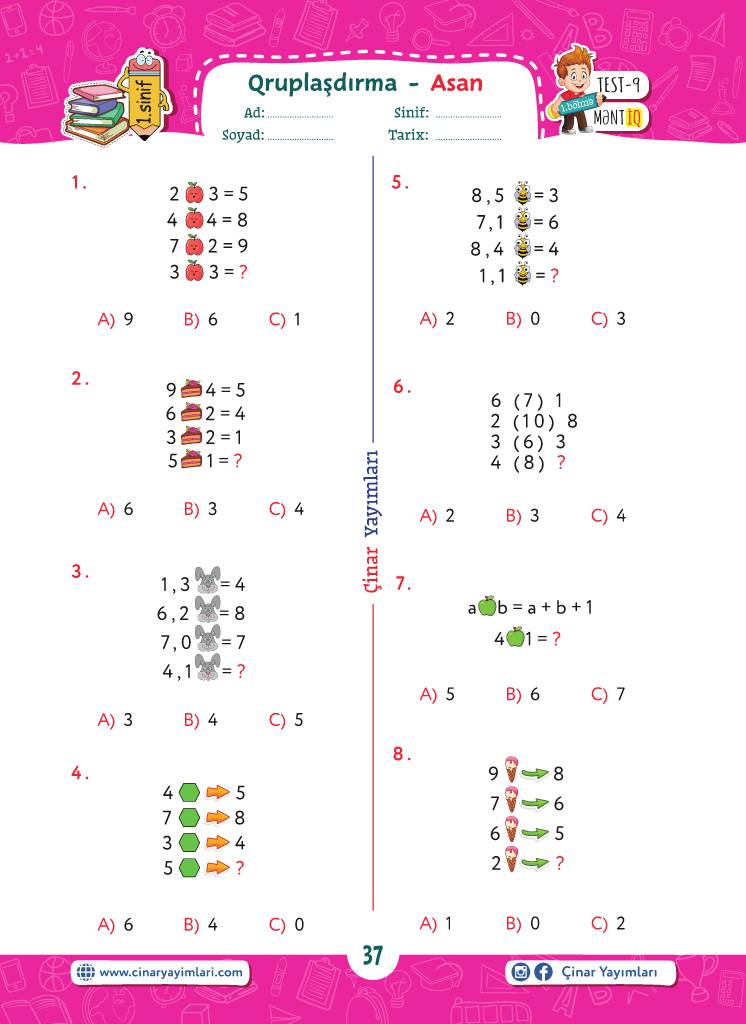 Qruplaşdırma - Asan
Ad: ........................
Sinif: ........................
Soyad: ........................
Tarix: ........................
1.sinif
TEST-9
1.bölmə
MƏNTİQ
1.
2 3 = 5
4 4 = 8
7 2 = 9
3 3 = ?
A) 9 B) 6 C) 1
2.
9 4 = 5
6 2 = 4
3 2 = 1
5 1 = ?
A) 6 B) 3 C) 4
3.
1,3 = 4
6,2 = 8
7,0 = 7
4,1 = ?
A) 3 B) 4 C) 5
4.
4 5
7 8
3 4
5 ?
A) 6 B) 4 C) 0
Çinar Yayımları
5.
8,5 = 3
7,1 = 6
8,4 = 4
1,1 = ?
A) 2 B) 0 C) 3
6.
6 (7) 1
2 (10) 8
3 (6) 3
4 (8) ?
A) 2 B) 3 C) 4
7.
a b = a + b + 1
4 1 = ?
A) 5 B) 6 C) 7
8.
9 8
7 6
6 5
2 ?
A) 1 B) 0 C) 2
www.cinaryayimlari.com
37
Çinar Yayımları